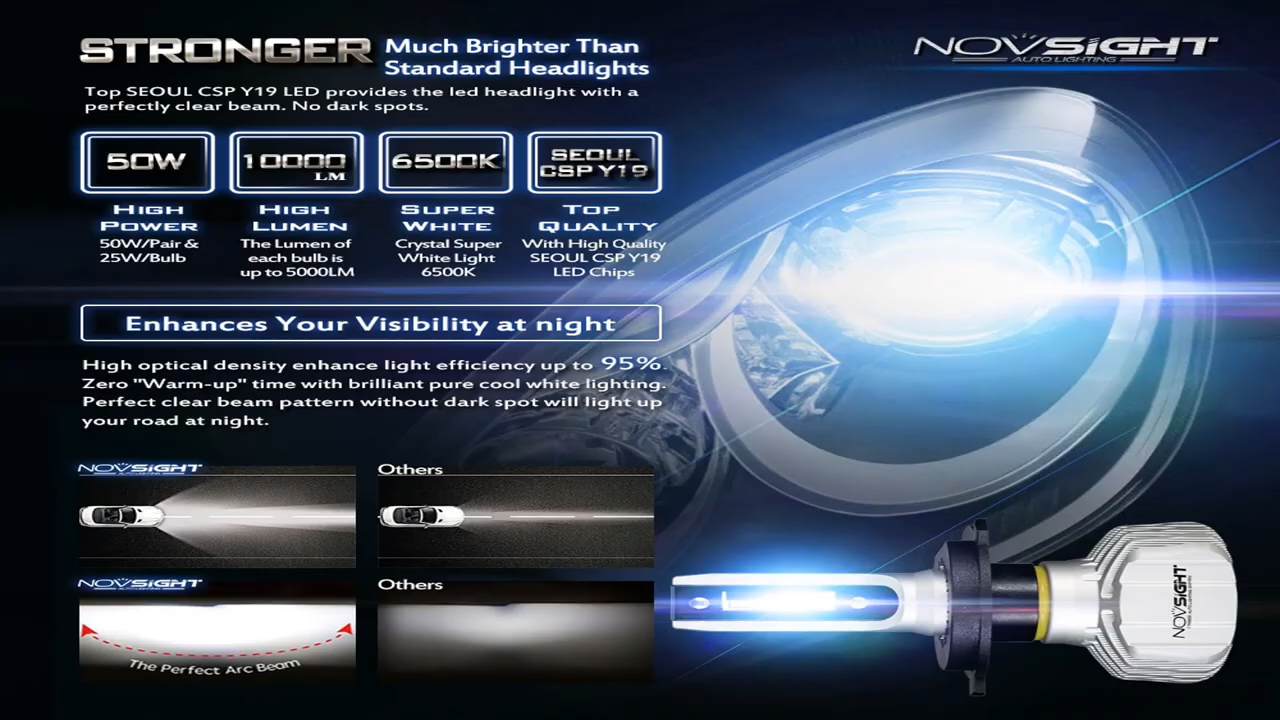 STRONGER
Much Brighter Than
Standard Headlights
NOVSIGHT
AUTO LIGHTING
Top SEOUL CSP Y19 LED provides the led headlight with a
perfectly clear beam. No dark spots.
50W
10000
LM
6500K
SEOUL
CSP Y19
HIGH
POWER
HIGH
LUMEN
SUPER
WHITE
TOP
QUALITY
50W/Pair &
25W/Bulb
The Lumen of
each bulb is
up to 5000LM
Crystal Super
White Light
6500K
With High Quality
SEOUL CSP Y19
LED Chips
Enhances Your Visibility at night
High optical density enhance light efficiency up to 95%.
Zero "Warm-up" time with brilliant pure cool white lighting.
Perfect clear beam pattern without dark spot will light up
your road at night.
NOVSIGHT
Others
NOVSIGHT
Others
The Perfect Arc Beam
NOVSIGHT